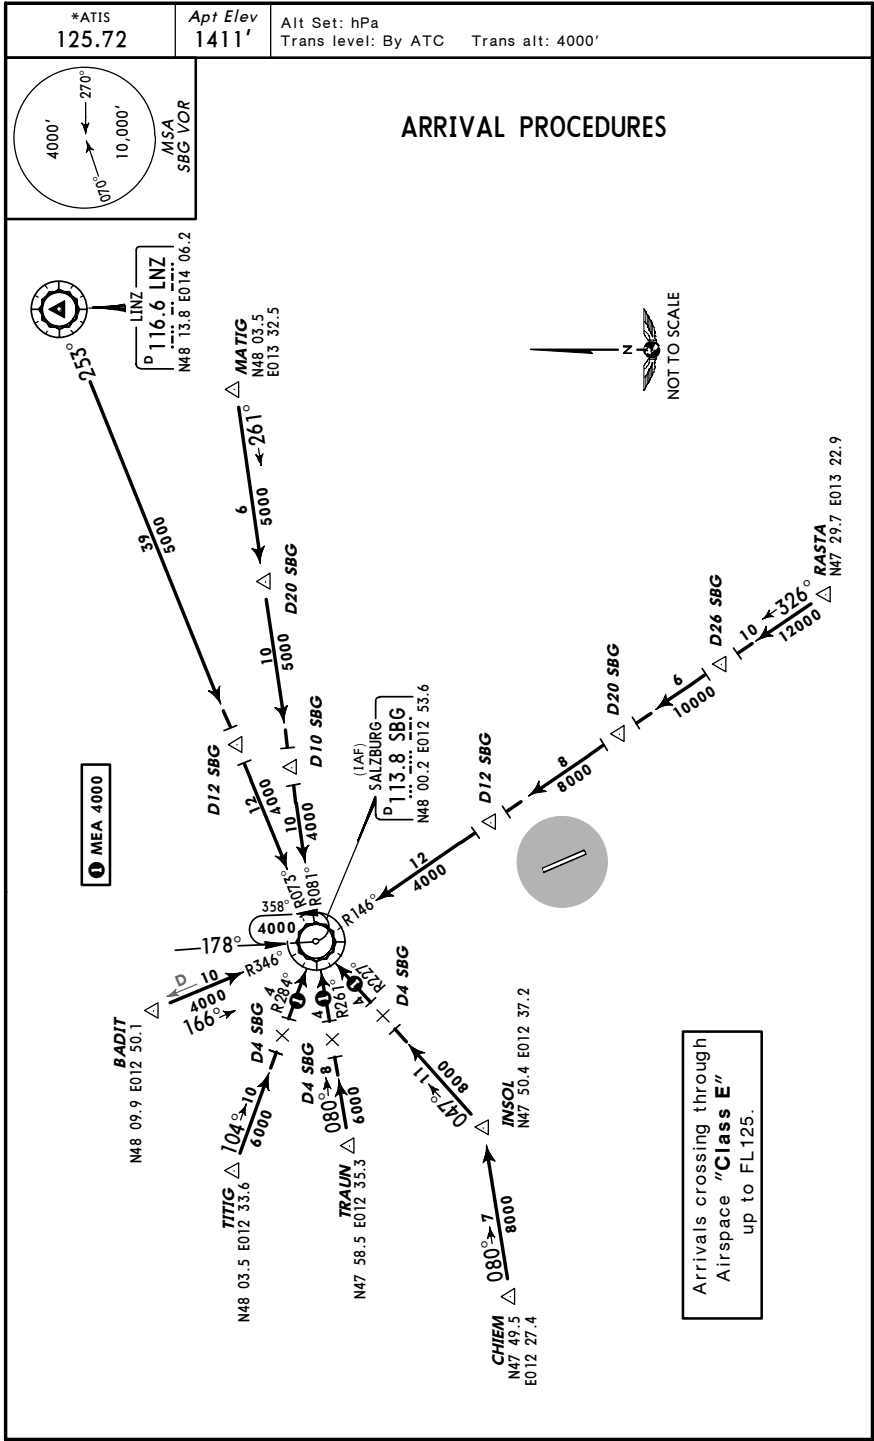 *ATIS
125.72
Apt Elev
1411'
Alt Set: hPa
Trans level: By ATC Trans alt: 4000'
ARRIVAL PROCEDURES
270°
4000'
10,000'
070°
MSA
SBG VOR
LINZ
D 116.6 LNZ
N48 13.8 E014 06.2
253°
39
5000
MATIG
N48 03.5
E013 32.5
261°
6
5000
D20 SBG
10
5000
D10 SBG
10
4000
R081°
D12 SBG
12
4000
R073°
N
NOT TO SCALE
RASTA
N47 29.7 E013 22.9
326°
10
12000
D26 SBG
6
10000
D20 SBG
8
8000
D12 SBG
12
4000
R146°
(IAF)
SALZBURG
D 113.8 SBG
N48 00.2 E012 53.6
1 MEA 4000
358°
4000
178°
BADIT
N48 09.9 E012 50.1
D
10
4000
166°
R346°
TITIG
N48 03.5 E012 33.6
104°
10
6000
D4 SBG
4
R284°
1
TRAUN
N47 58.5 E012 35.3
080°
8
6000
D4 SBG
4
R261°
1
INSOL
N47 50.4 E012 37.2
047°
11
8000
D4 SBG
4
R227°
1
CHIEM
N47 49.5
E012 27.4
080°
7
8000
Arrivals crossing through
Airspace "Class E"
up to FL125.